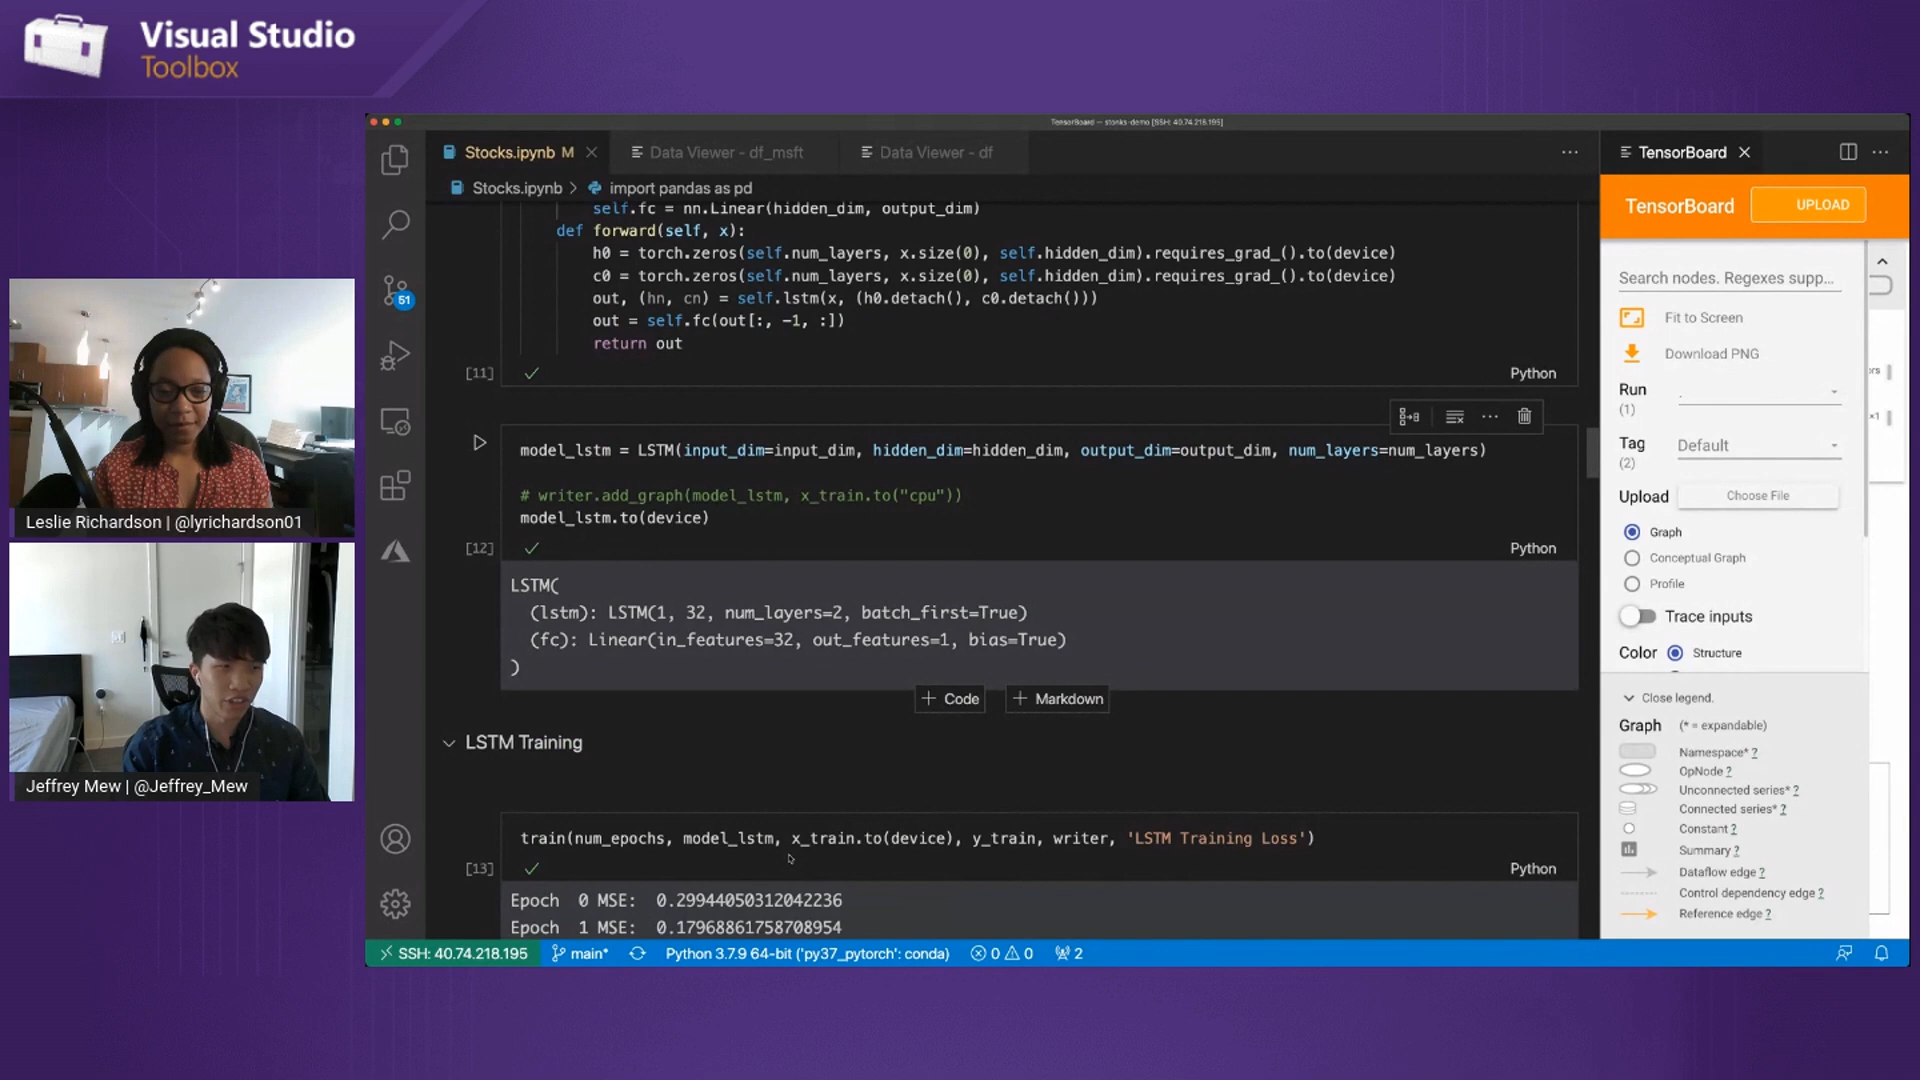 Visual Studio
Toolbox
TensorBoard — stonks-demo [SSH: 40.74.218.195]
Stocks.ipynb M
Data Viewer - df_msft
Data Viewer - df
TensorBoard
Stocks.ipynb > import pandas as pd
self.fc = nn.Linear(hidden_dim, output_dim)
def forward(self, x):
h0 = torch.zeros(self.num_layers, x.size(0), self.hidden_dim).requires_grad_().to(device)
c0 = torch.zeros(self.num_layers, x.size(0), self.hidden_dim).requires_grad_().to(device)
out, (hn, cn) = self.lstm(x, (h0.detach(), c0.detach()))
out = self.fc(out[:, -1, :])
return out
[11]
Python
model_lstm = LSTM(input_dim=input_dim, hidden_dim=hidden_dim, output_dim=output_dim, num_layers=num_layers)
# writer.add_graph(model_lstm, x_train.to("cpu"))
model_lstm.to(device)
[12]
Python
LSTM(
(lstm): LSTM(1, 32, num_layers=2, batch_first=True)
(fc): Linear(in_features=32, out_features=1, bias=True)
)
+ Code
+ Markdown
LSTM Training
train(num_epochs, model_lstm, x_train.to(device), y_train, writer, 'LSTM Training Loss')
[13]
Python
Epoch 0 MSE: 0.29944050312042236
Epoch 1 MSE: 0.17968861758708954
51
TensorBoard
UPLOAD
Search nodes. Regexes supp...
Fit to Screen
Download PNG
Run
(1)
.
Tag
(2)
Default
Upload
Choose File
Graph
Conceptual Graph
Profile
Trace inputs
Color
Structure
Close legend.
Graph (* = expandable)
Namespace* ?
OpNode ?
Unconnected series* ?
Connected series* ?
Constant ?
Summary ?
Dataflow edge ?
Control dependency edge ?
Reference edge ?
SSH: 40.74.218.195
main*
Python 3.7.9 64-bit ('py37_pytorch': conda)
0
0
2
Leslie Richardson | @lyrichardson01
Jeffrey Mew | @Jeffrey_Mew